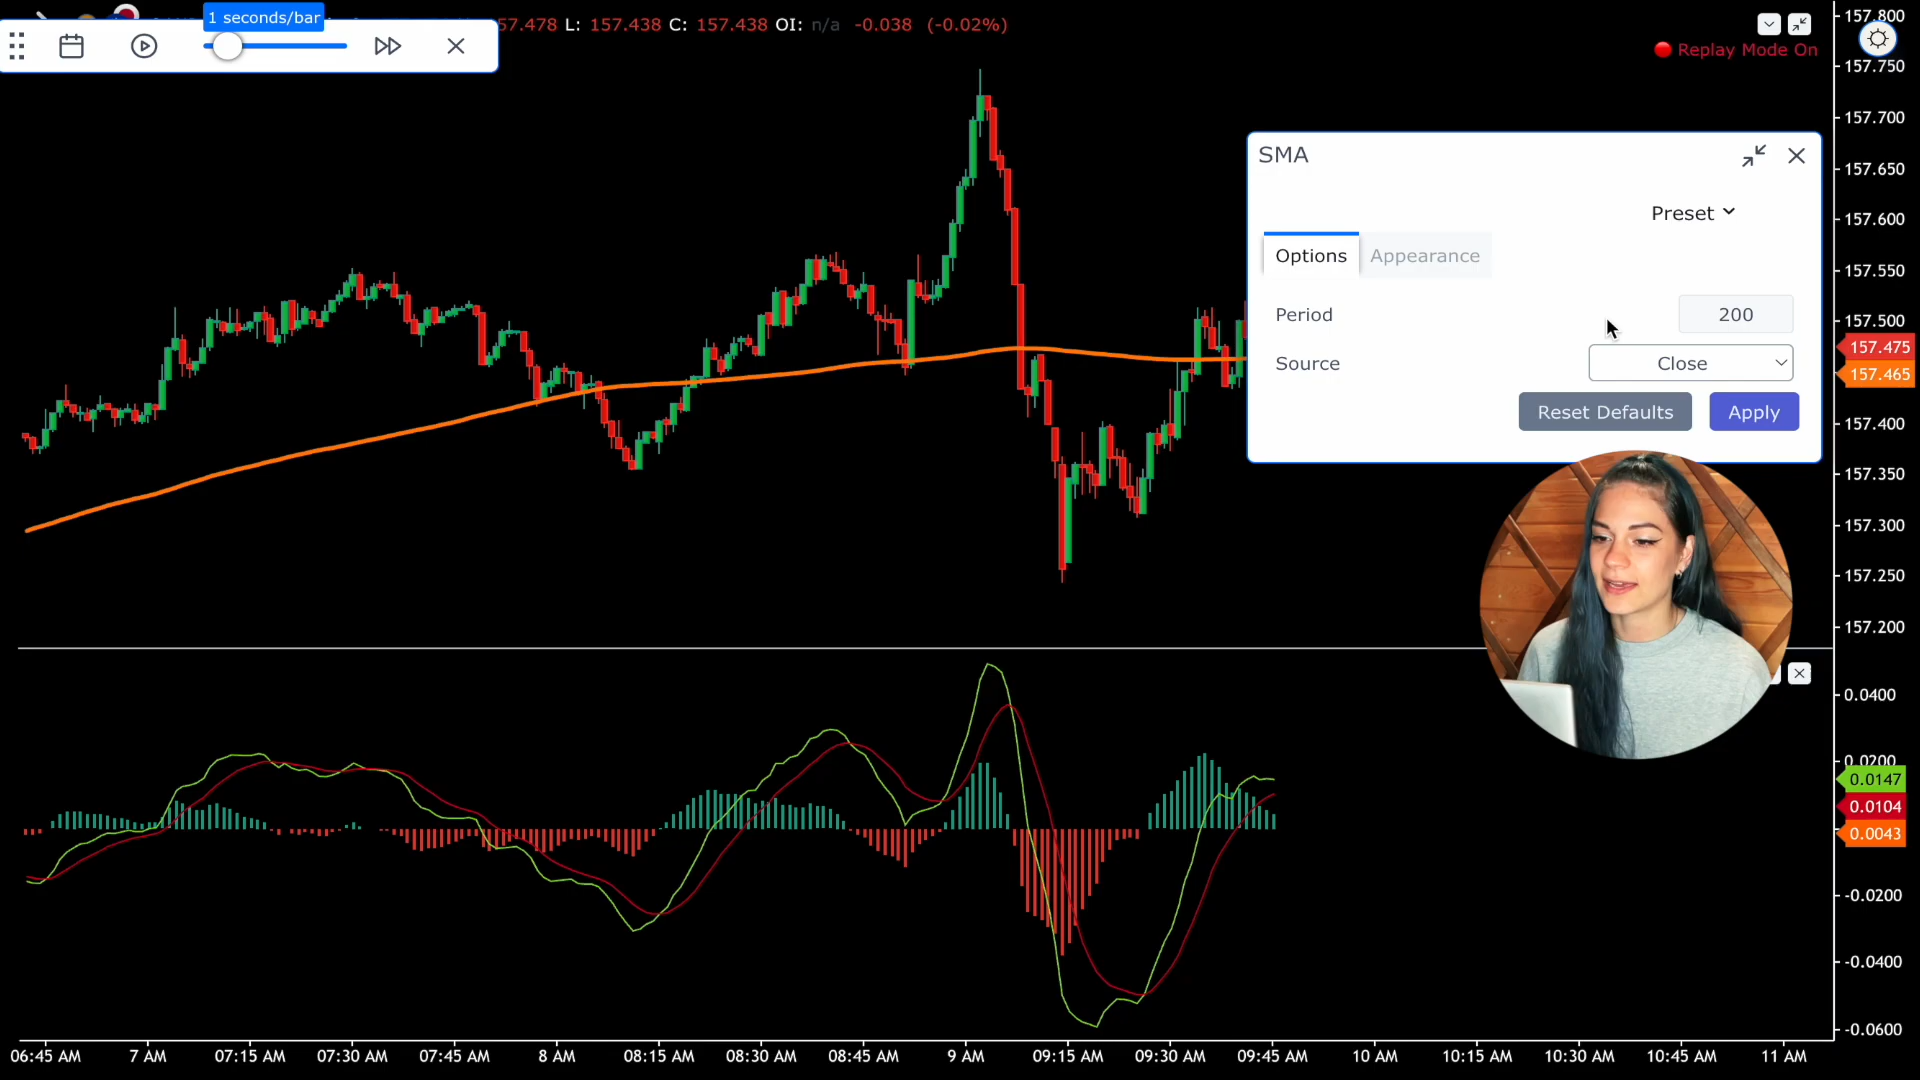 1 seconds/bar
57.478 L: 157.438 C: 157.438 OI: n/a -0.038 (-0.02%)
Replay Mode On
SMA
Preset
Options Appearance
Period 200
Source Close
Reset Defaults Apply
157.800
157.750
157.700
157.650
157.600
157.550
157.500
157.475
157.465
157.400
157.350
157.300
157.250
157.200
0.0400
0.0200
0.0147
0.0104
0.0043
-0.0200
-0.0400
-0.0600
06:45 AM 7 AM 07:15 AM 07:30 AM 07:45 AM 8 AM 08:15 AM 08:30 AM 08:45 AM 9 AM 09:15 AM 09:30 AM 09:45 AM 10 AM 10:15 AM 10:30 AM 10:45 AM 11 AM